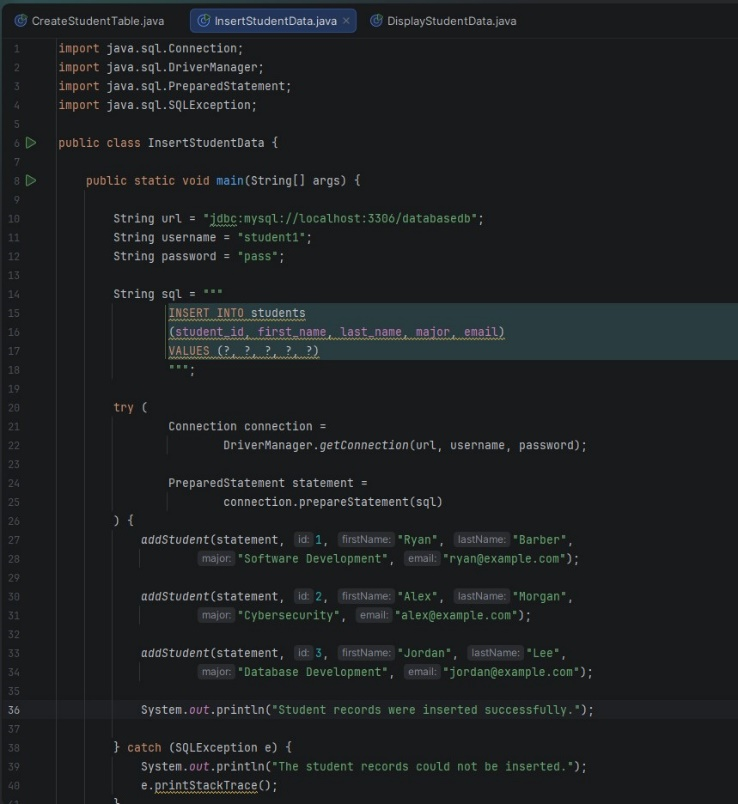 CreateStudentTable.java InsertStudentData.java × DisplayStudentData.java
1 import java.sql.Connection;
2 import java.sql.DriverManager;
3 import java.sql.PreparedStatement;
4 import java.sql.SQLException;
5
6 public class InsertStudentData {
7
8 public static void main(String[] args) {
9
10 String url = "jdbc:mysql://localhost:3306/databasedb";
11 String username = "student1";
12 String password = "pass";
13
14 String sql = """
15 INSERT INTO students
16 (student_id, first_name, last_name, major, email)
17 VALUES (?, ?, ?, ?, ?)
18 """;
19
20 try (
21 Connection connection =
22 DriverManager.getConnection(url, username, password);
23
24 PreparedStatement statement =
25 connection.prepareStatement(sql)
26 ) {
27 addStudent(statement, id: 1, firstName: "Ryan", lastName: "Barber",
28 major: "Software Development", email: "ryan@example.com");
29
30 addStudent(statement, id: 2, firstName: "Alex", lastName: "Morgan",
31 major: "Cybersecurity", email: "alex@example.com");
32
33 addStudent(statement, id: 3, firstName: "Jordan", lastName: "Lee",
34 major: "Database Development", email: "jordan@example.com");
35
36 System.out.println("Student records were inserted successfully.");
37
38 } catch (SQLException e) {
39 System.out.println("The student records could not be inserted.");
40 e.printStackTrace();
41 }